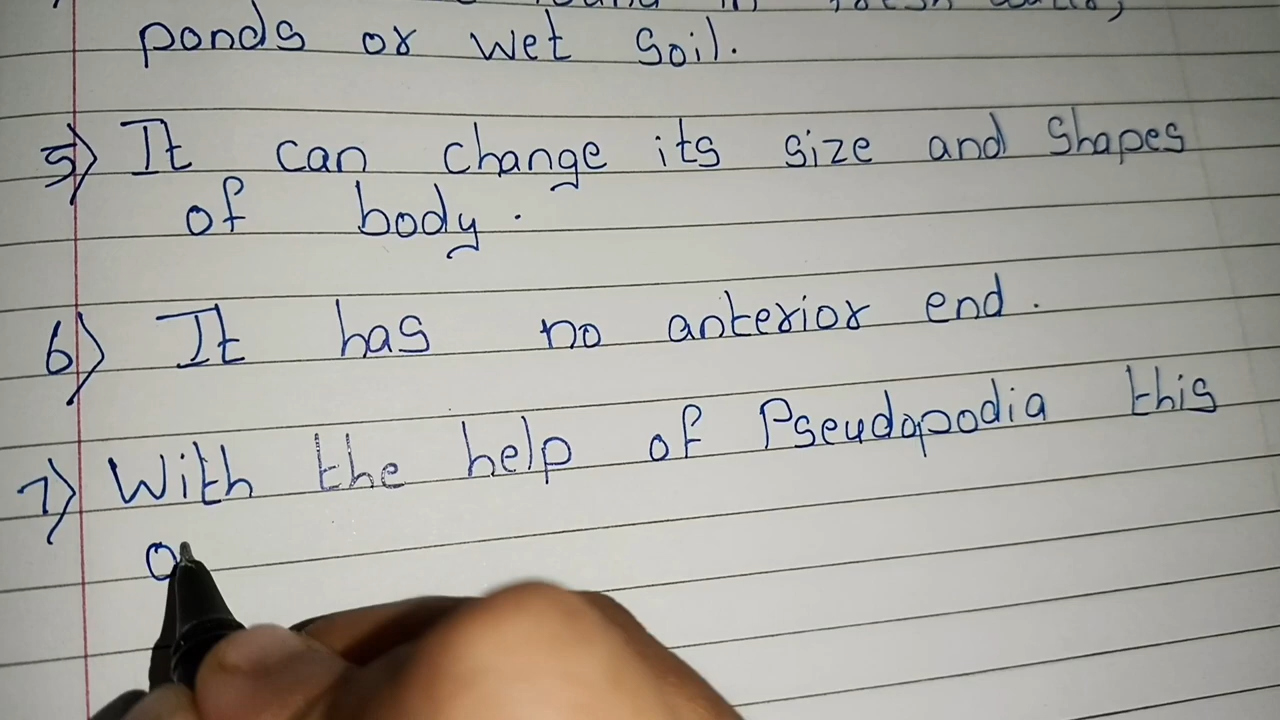 ponds or wet soil.
5) It can change its size and shapes
of body.
6) It has no anterior end.
7) With the help of Pseudopodia this